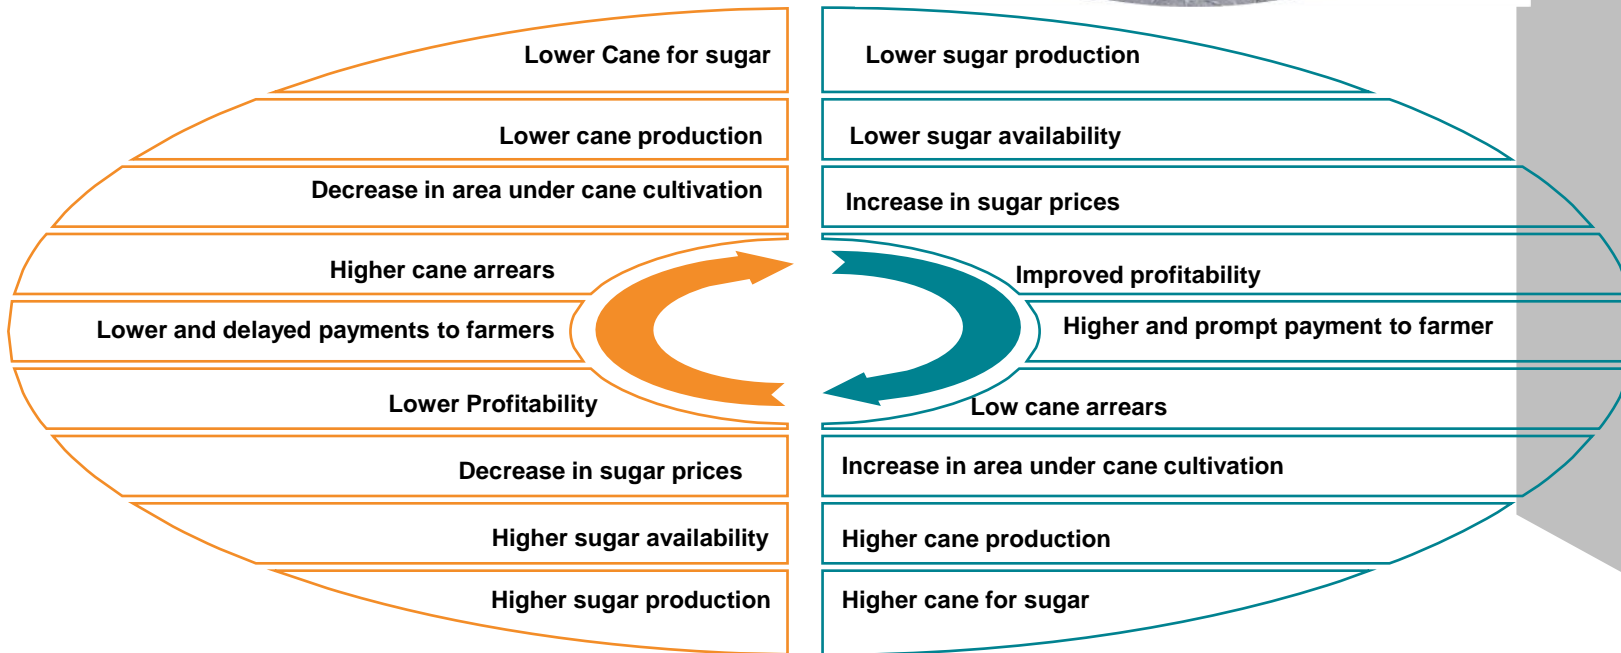 Lower Cane for sugar
Lower cane production
Decrease in area under cane cultivation
Higher cane arrears
Lower and delayed payments to farmers
Lower Profitability
Decrease in sugar prices
Higher sugar availability
Higher sugar production
Lower sugar production
Lower sugar availability
Increase in sugar prices
Improved profitability
Higher and prompt payment to farmer
Low cane arrears
Increase in area under cane cultivation
Higher cane production
Higher cane for sugar